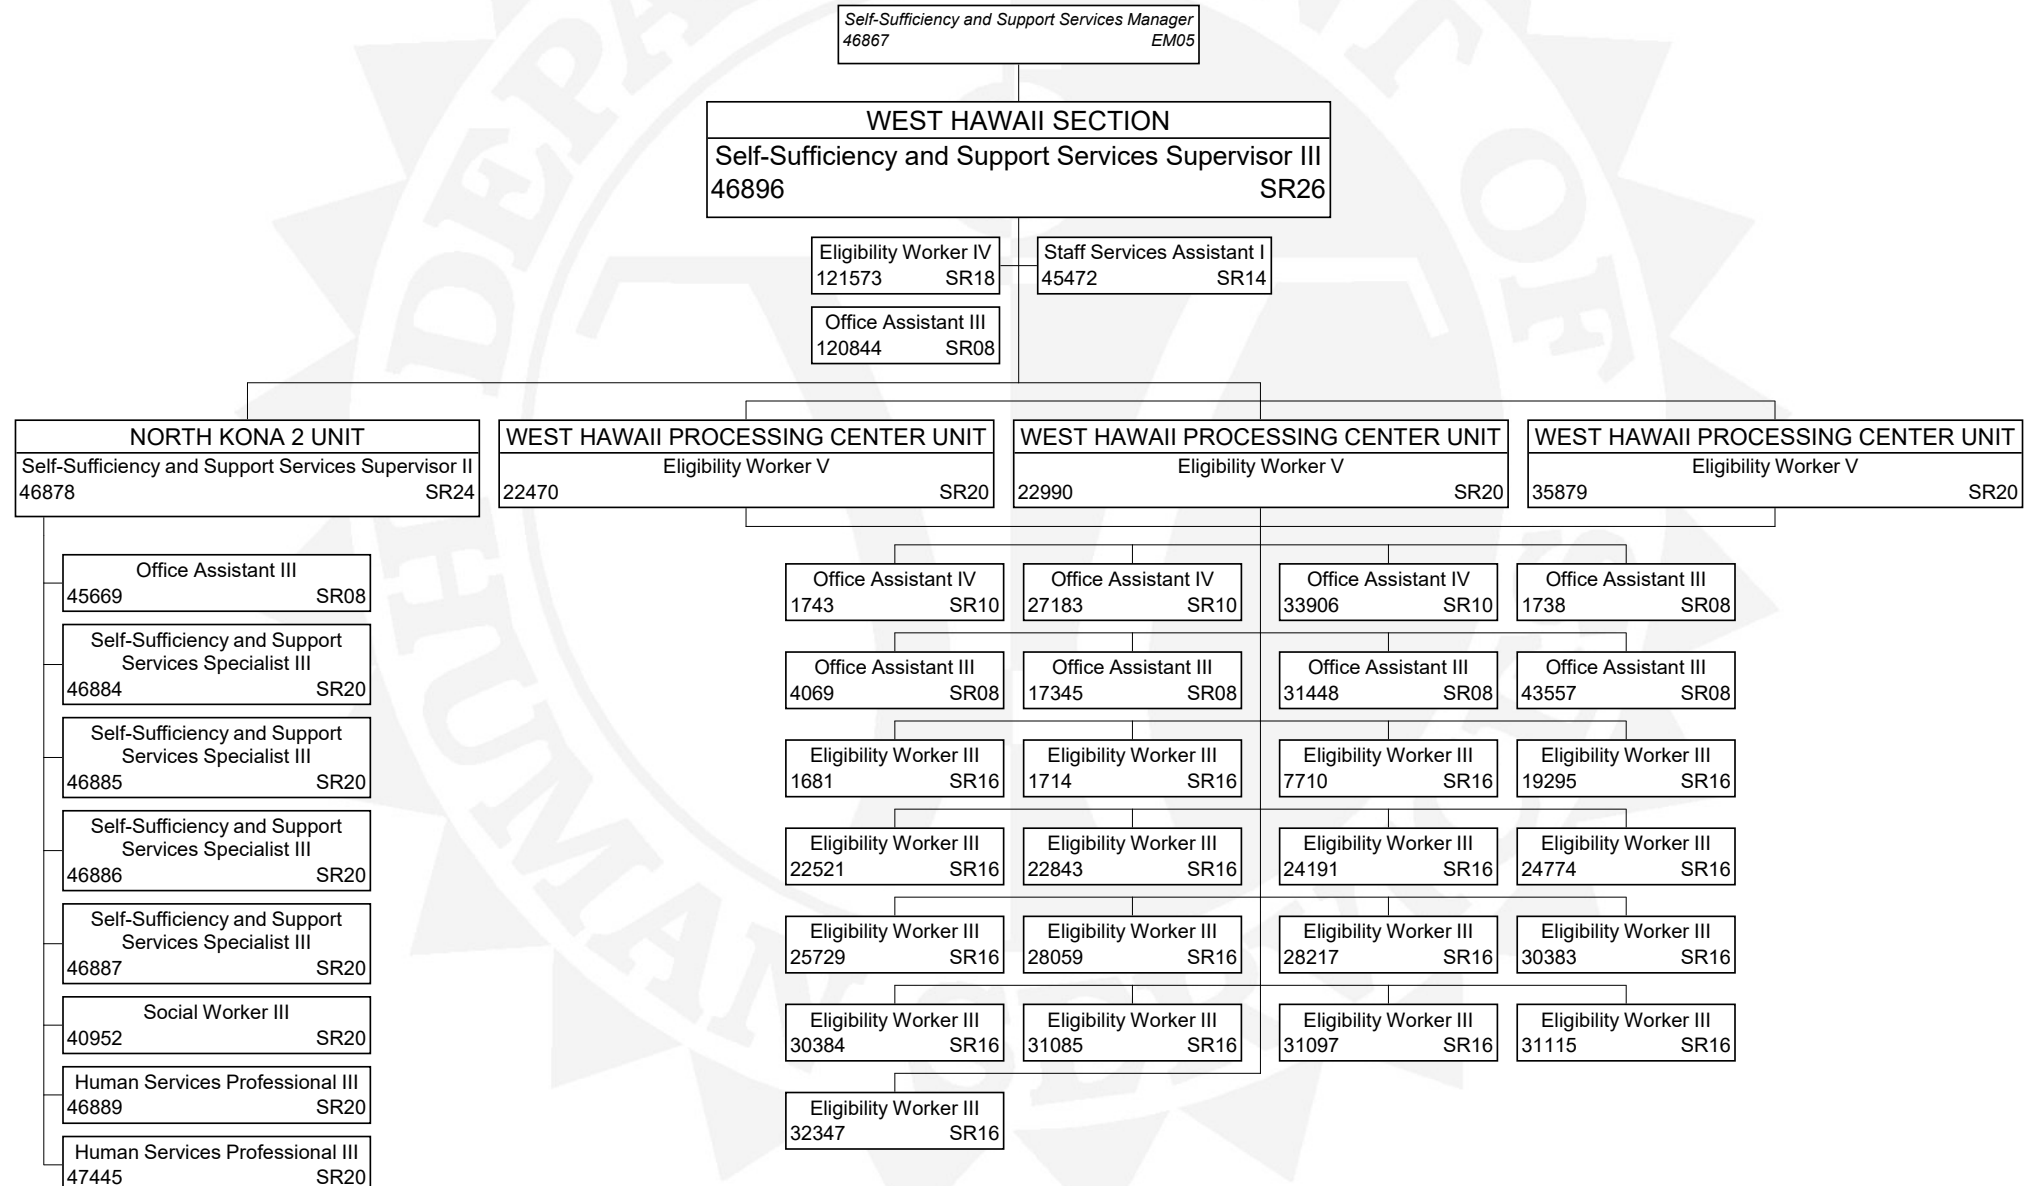 Self-Sufficiency and Support Services Manager
46867 EM05
WEST HAWAII SECTION
Self-Sufficiency and Support Services Supervisor III
46896 SR26
Eligibility Worker IV
121573 SR18
Staff Services Assistant I
45472 SR14
Office Assistant III
120844 SR08
NORTH KONA 2 UNIT
Self-Sufficiency and Support Services Supervisor II
46878 SR24
WEST HAWAII PROCESSING CENTER UNIT
Eligibility Worker V
22470 SR20
WEST HAWAII PROCESSING CENTER UNIT
Eligibility Worker V
22990 SR20
WEST HAWAII PROCESSING CENTER UNIT
Eligibility Worker V
35879 SR20
Office Assistant III
45669 SR08
Self-Sufficiency and Support
Services Specialist III
46884 SR20
Self-Sufficiency and Support
Services Specialist III
46885 SR20
Self-Sufficiency and Support
Services Specialist III
46886 SR20
Self-Sufficiency and Support
Services Specialist III
46887 SR20
Social Worker III
40952 SR20
Human Services Professional III
46889 SR20
Human Services Professional III
47445 SR20
Office Assistant IV
1743 SR10
Office Assistant IV
27183 SR10
Office Assistant IV
33906 SR10
Office Assistant III
1738 SR08
Office Assistant III
4069 SR08
Office Assistant III
17345 SR08
Office Assistant III
31448 SR08
Office Assistant III
43557 SR08
Eligibility Worker III
1681 SR16
Eligibility Worker III
1714 SR16
Eligibility Worker III
7710 SR16
Eligibility Worker III
19295 SR16
Eligibility Worker III
22521 SR16
Eligibility Worker III
22843 SR16
Eligibility Worker III
24191 SR16
Eligibility Worker III
24774 SR16
Eligibility Worker III
25729 SR16
Eligibility Worker III
28059 SR16
Eligibility Worker III
28217 SR16
Eligibility Worker III
30383 SR16
Eligibility Worker III
30384 SR16
Eligibility Worker III
31085 SR16
Eligibility Worker III
31097 SR16
Eligibility Worker III
31115 SR16
Eligibility Worker III
32347 SR16